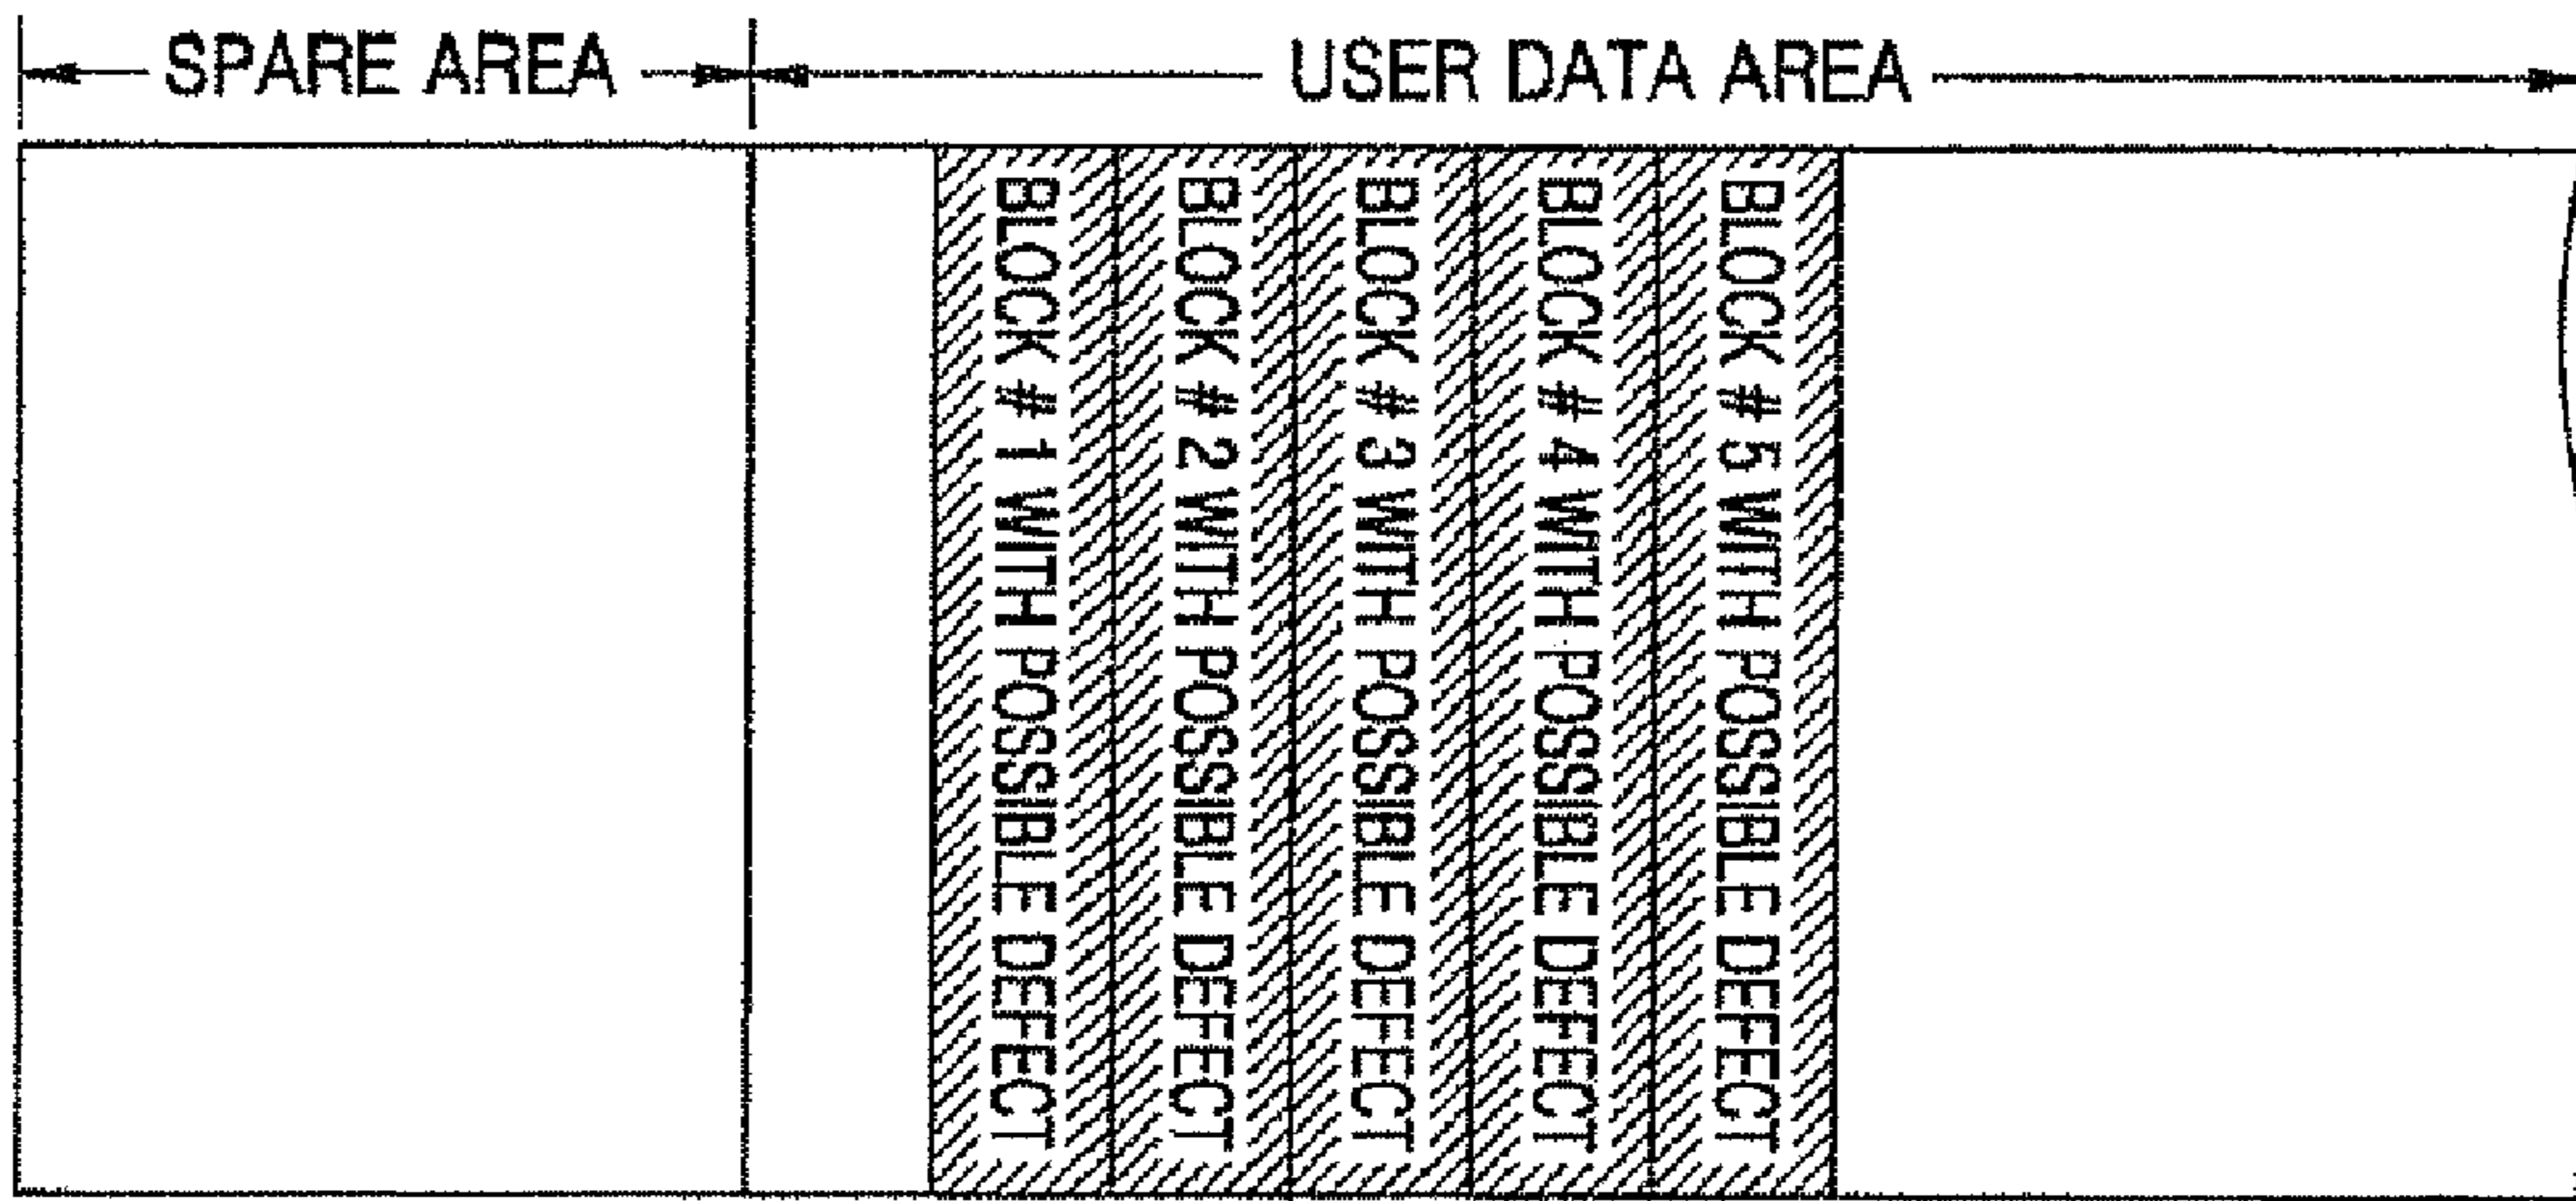 SPARE AREA
USER DATA AREA
BLOCK # 1 WITH POSSIBLE DEFECT
BLOCK # 2 WITH POSSIBLE DEFECT
BLOCK # 3 WITH POSSIBLE DEFECT
BLOCK # 4 WITH POSSIBLE DEFECT
BLOCK # 5 WITH POSSIBLE DEFECT